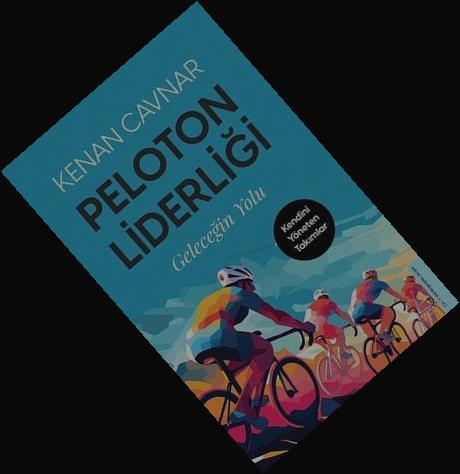 KENAN CAVNAR
PELOTON
LİDERLİĞİ
Geleceğin Yolu
Kendini
Yöneten
Takımlar